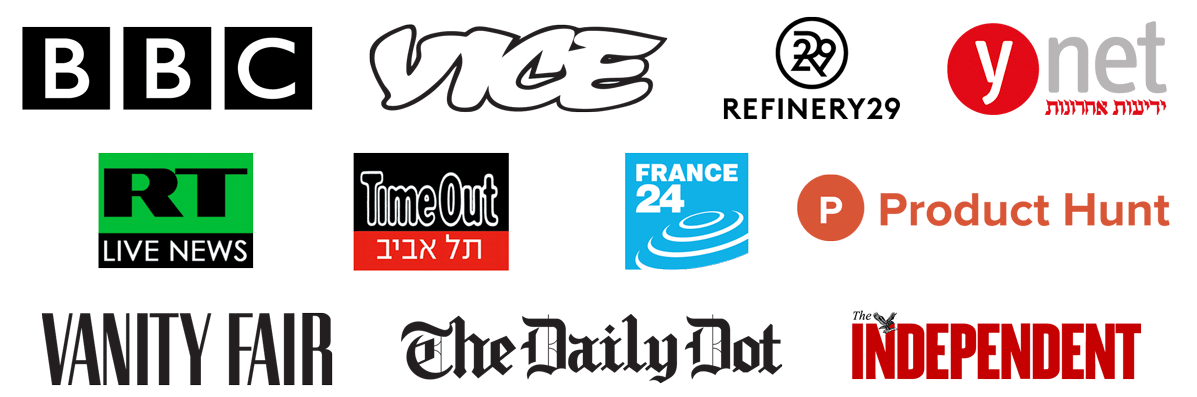 BBC
VICE
R29
REFINERY29
ynet
ידיעות אחרונות
RT
LIVE NEWS
Time Out
תל אביב
FRANCE
24
P Product Hunt
VANITY FAIR
The Daily Dot
The
INDEPENDENT